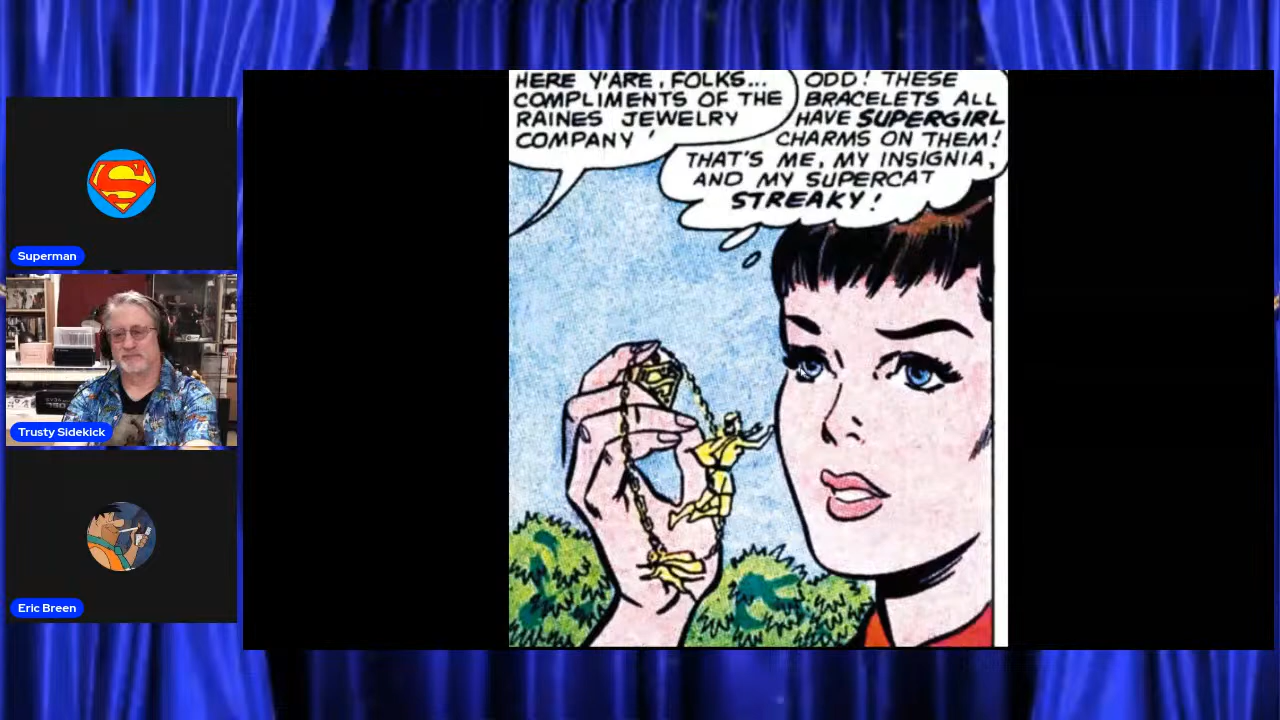 HERE Y'ARE, FOLKS...
COMPLIMENTS OF THE
RAINES JEWELRY
COMPANY!
ODD! THESE
BRACELETS ALL
HAVE SUPERGIRL
CHARMS ON THEM!
THAT'S ME, MY INSIGNIA,
AND MY SUPERCAT
STREAKY!
Superman
Trusty Sidekick
Eric Breen